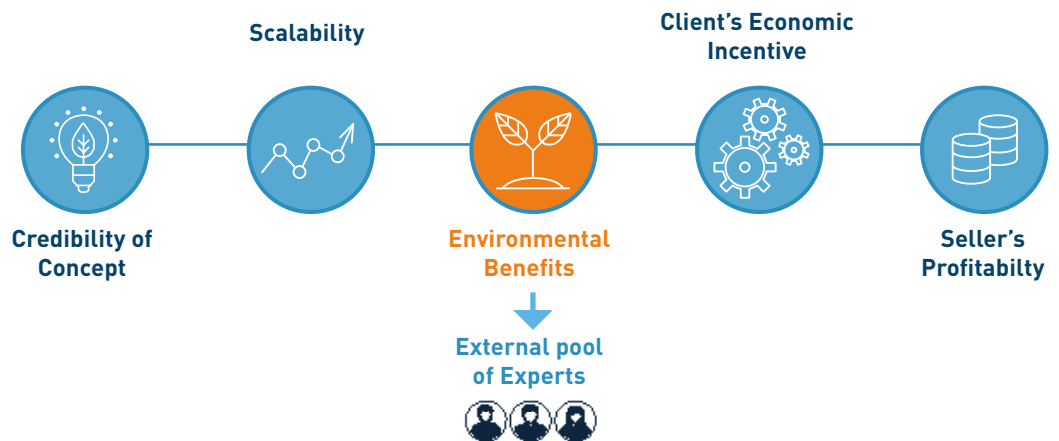 Scalability
Client's Economic
Incentive
Credibility of
Concept
Environmental
Benefits
Seller's
Profitabilty
External pool
of Experts